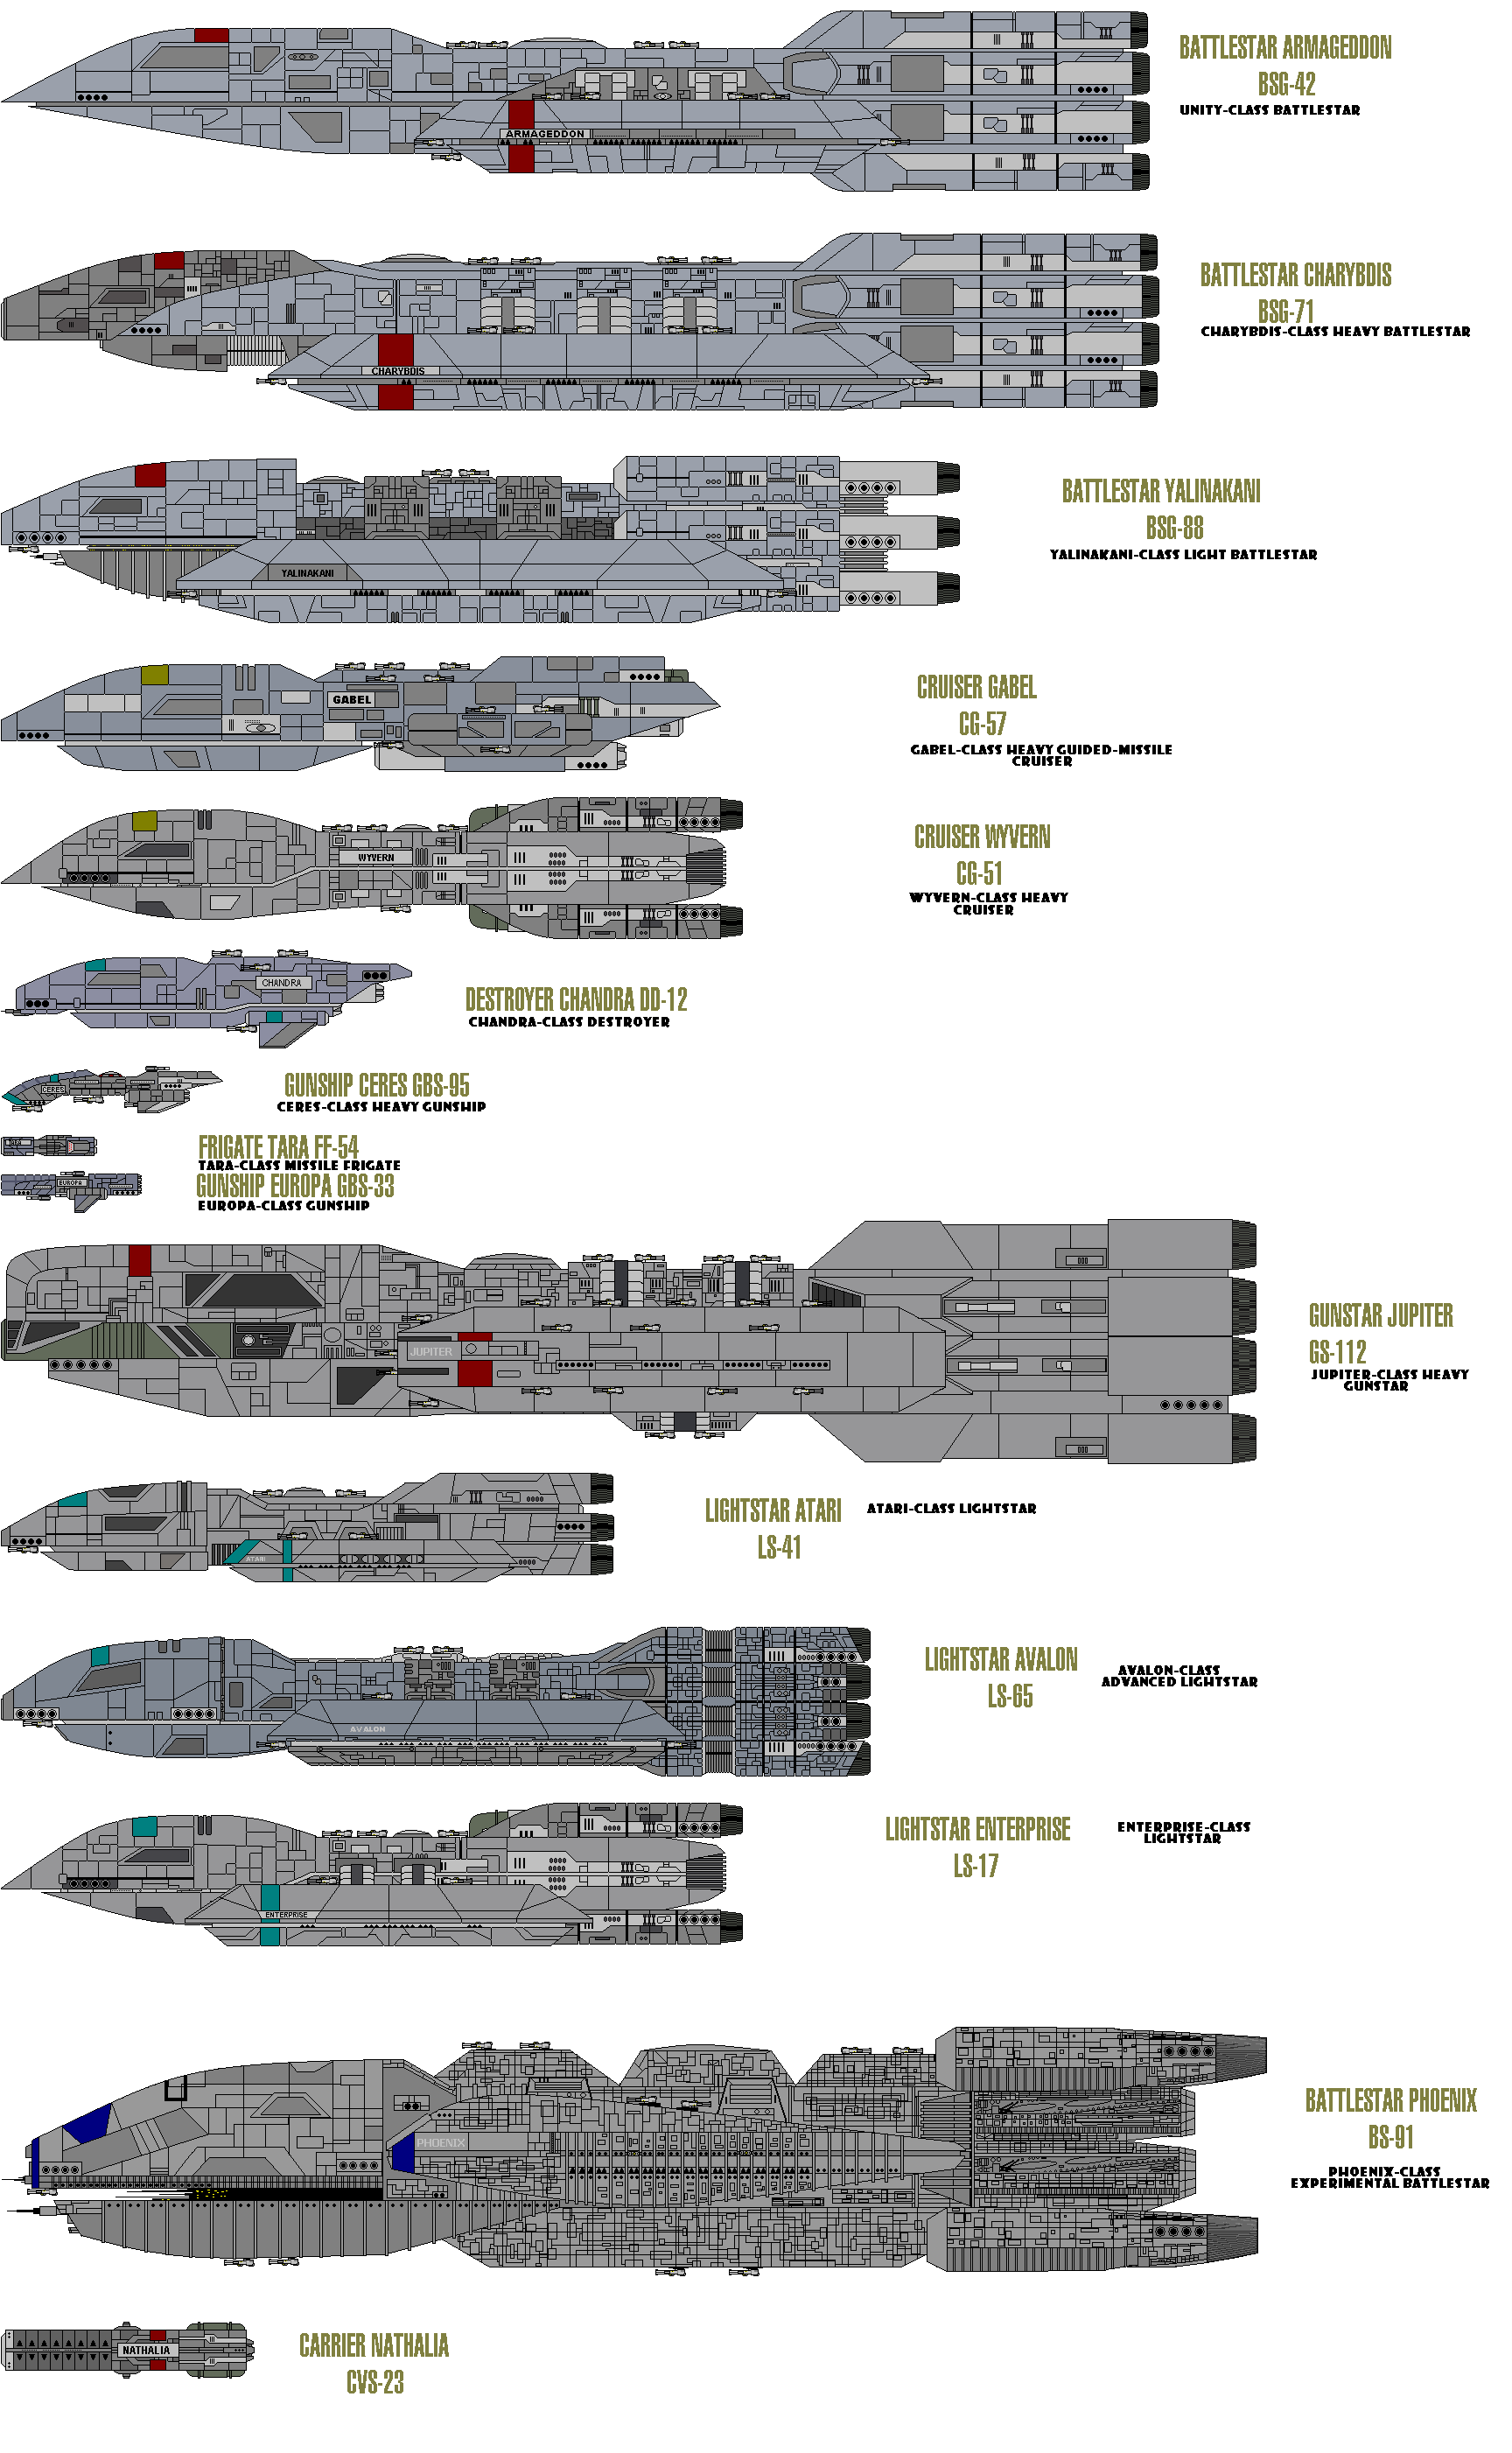 BATTLESTAR ARMAGEDDON
BSG-42
UNITY-CLASS BATTLESTAR
ARMAGEDDON
BATTLESTAR CHARYBDIS
BSG-71
CHARYBDIS-CLASS HEAVY BATTLESTAR
CHARYBDIS
BATTLESTAR YALINAKANI
BSG-88
YALINAKANI-CLASS LIGHT BATTLESTAR
YALINAKANI
CRUISER GABEL
GABEL
CG-57
GABEL-CLASS HEAVY GUIDED-MISSILE
CRUISER
CRUISER WYVERN
WYVERN
CG-51
WYVERN-CLASS HEAVY
CRUISER
CHANDRA
DESTROYER CHANDRA DD-12
CHANDRA-CLASS DESTROYER
CERES
GUNSHIP CERES GBS-95
CERES-CLASS HEAVY GUNSHIP
FRIGATE TARA FF-54
TARA-CLASS MISSILE FRIGATE
EUROPA
GUNSHIP EUROPA GBS-33
EUROPA-CLASS GUNSHIP
GUNSTAR JUPITER
JUPITER
GS-112
JUPITER-CLASS HEAVY
GUNSTAR
LIGHTSTAR ATARI
ATARI-CLASS LIGHTSTAR
LS-41
ATARI
LIGHTSTAR AVALON
AVALON-CLASS
ADVANCED LIGHTSTAR
LS-65
AVALON
LIGHTSTAR ENTERPRISE
ENTERPRISE-CLASS
LIGHTSTAR
LS-17
ENTERPRISE
BATTLESTAR PHOENIX
BS-91
PHOENIX
PHOENIX-CLASS
EXPERIMENTAL BATTLESTAR
CARRIER NATHALIA
NATHALIA
CVS-23